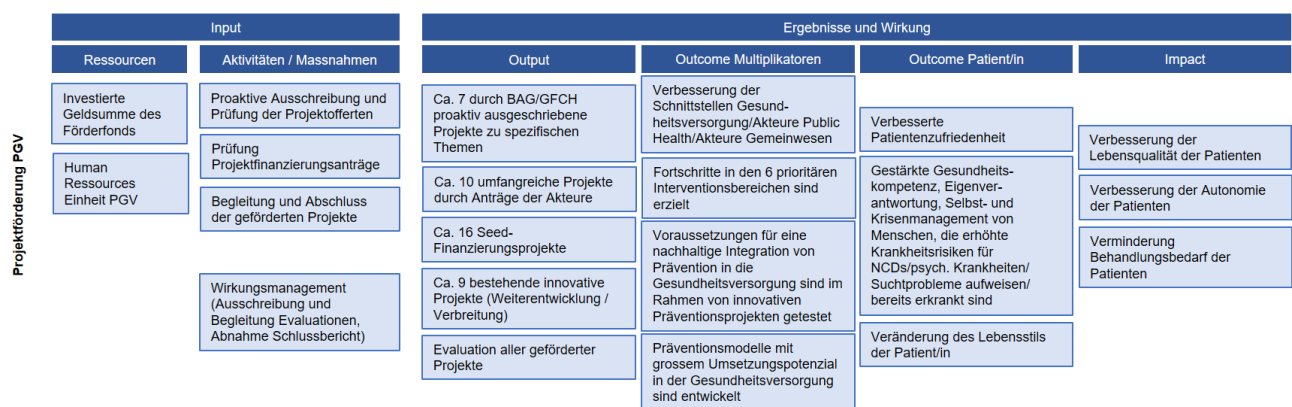 Projektförderung PGV
Input
Ergebnisse und Wirkung
Ressourcen
Aktivitäten / Massnahmen
Output
Outcome Multiplikatoren
Outcome Patient/in
Impact
Investierte
Geldsumme des
Förderfonds
Human
Ressources
Einheit PGV
Proaktive Ausschreibung und
Prüfung der Projektofferten
Prüfung
Projektfinanzierungsanträge
Begleitung und Abschluss
der geförderten Projekte
Wirkungsmanagement
(Ausschreibung und
Begleitung Evaluationen,
Abnahme Schlussbericht)
Ca. 7 durch BAG/GFCH
proaktiv ausgeschriebene
Projekte zu spezifischen
Themen
Ca. 10 umfangreiche Projekte
durch Anträge der Akteure
Ca. 16 Seed-
Finanzierungsprojekte
Ca. 9 bestehende innovative
Projekte (Weiterentwicklung /
Verbreitung)
Evaluation aller geförderter
Projekte
Verbesserung der
Schnittstellen Gesund-
heitsversorgung/Akteure Public
Health/Akteure Gemeinwesen
Fortschritte in den 6 prioritären
Interventionsbereichen sind
erzielt
Voraussetzungen für eine
nachhaltige Integration von
Prävention in die
Gesundheitsversorgung sind im
Rahmen von innovativen
Präventionsprojekten getestet
Präventionsmodelle mit
grossem Umsetzungspotenzial
in der Gesundheitsversorgung
sind entwickelt
Verbesserte
Patientenzufriedenheit
Gestärkte Gesundheits-
kompetenz, Eigenver-
antwortung, Selbst- und
Krisenmanagement von
Menschen, die erhöhte
Krankheitsrisiken für
NCDs/psych. Krankheiten/
Suchtprobleme aufweisen/
bereits erkrankt sind
Veränderung des Lebensstils
der Patient/in
Verbesserung der
Lebensqualität der Patienten
Verbesserung der Autonomie
der Patienten
Verminderung
Behandlungsbedarf der
Patienten